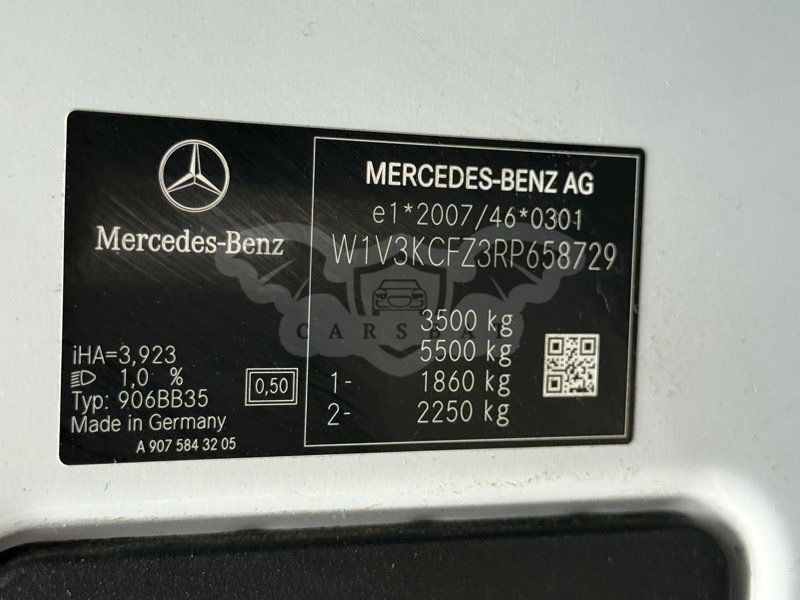 Mercedes-Benz
iHA=3,923
1,0 %
0,50
Typ: 906BB35
Made in Germany
A 907 584 32 05
MERCEDES-BENZ AG
e1*2007/46*0301
W1V3KCFZ3RP658729
3500 kg
5500 kg
1- 1860 kg
2- 2250 kg
CARSBAT